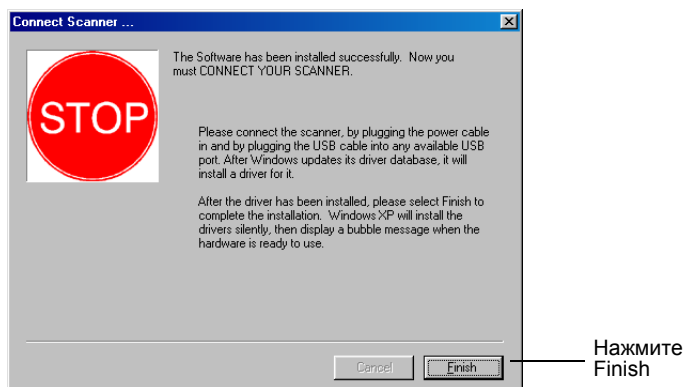 Connect Scanner ...
STOP
The Software has been installed successfully. Now you
must CONNECT YOUR SCANNER.
Please connect the scanner, by plugging the power cable
in and by plugging the USB cable into any available USB
port. After Windows updates its driver database, it will
install a driver for it.
After the driver has been installed, please select Finish to
complete the installation. Windows XP will install the
drivers silently, then display a bubble message when the
hardware is ready to use.
Cancel
Finish
Нажмите
Finish